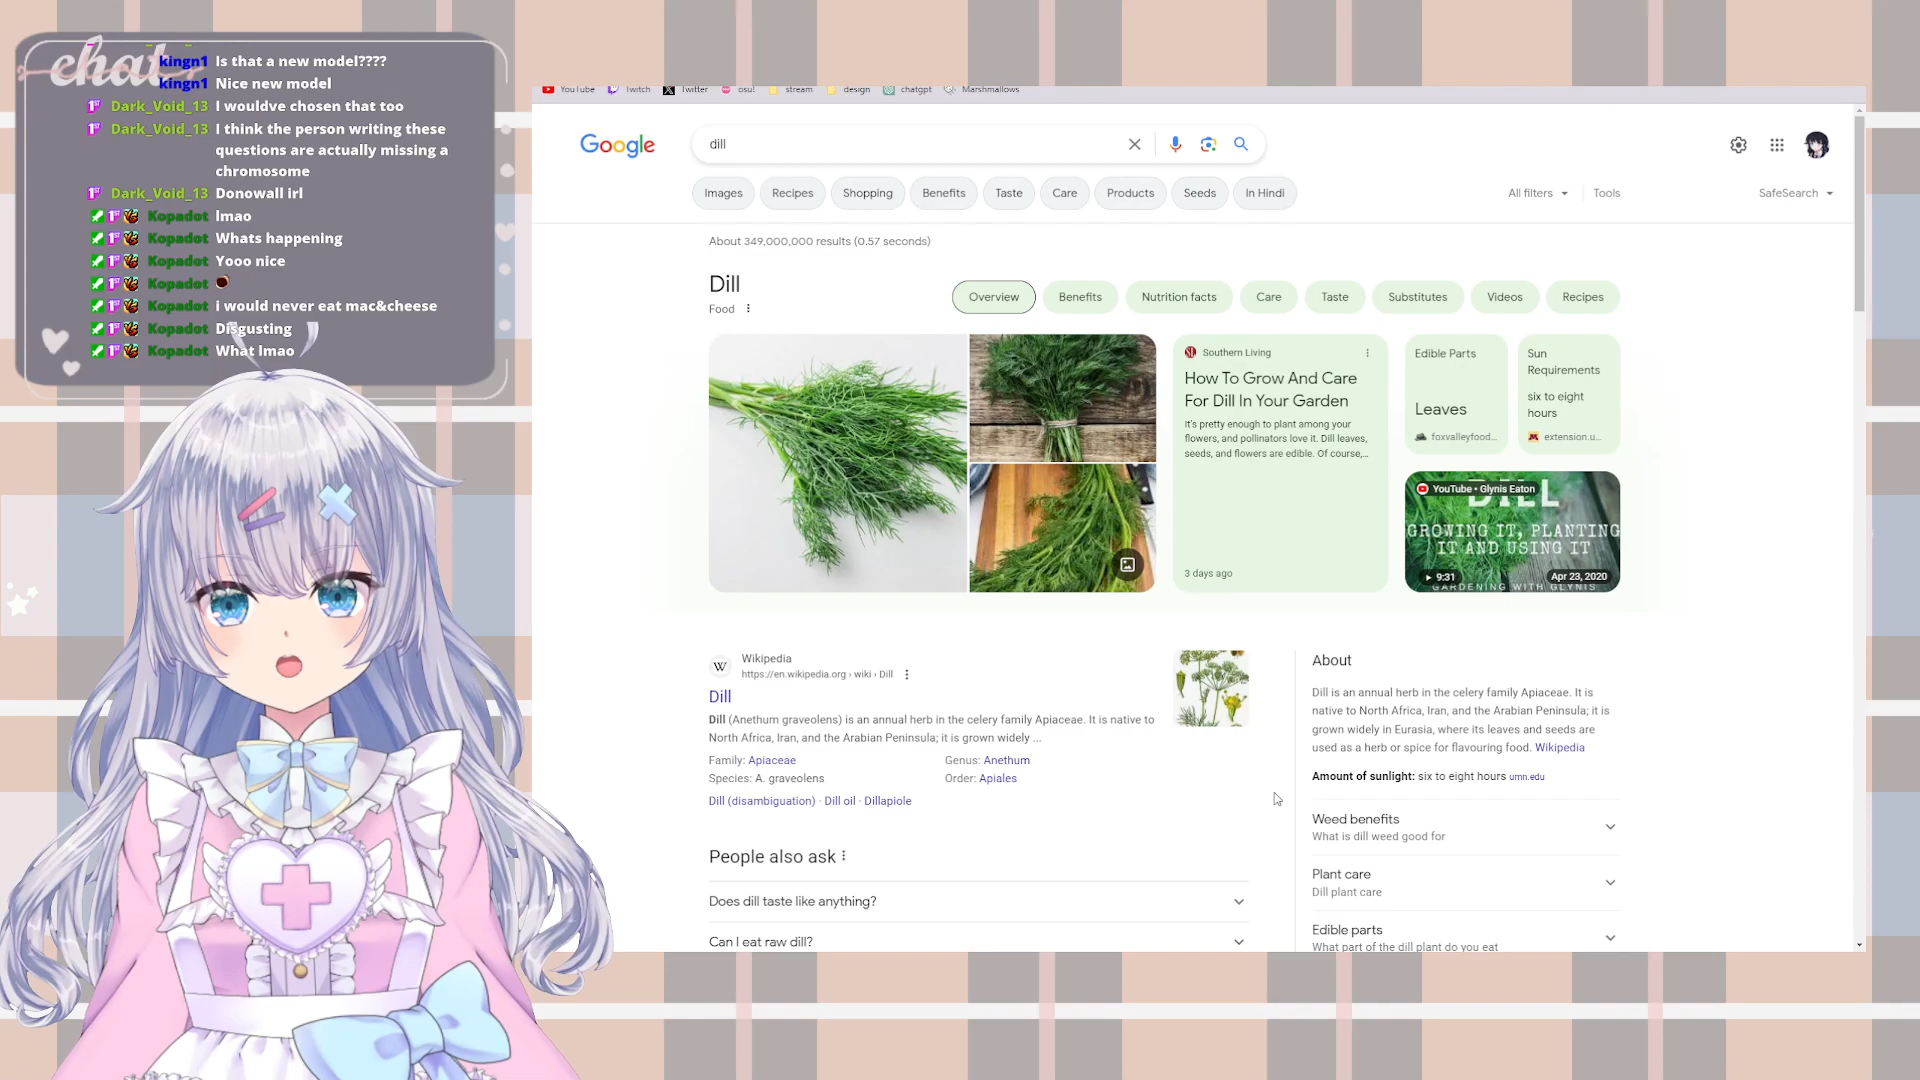 chat
kingn1 Is that a new model????
kingn1 Nice new model
Dark_Void_13 I wouldve chosen that too
Dark_Void_13 I think the person writing these
questions are actually missing a
chromosome
Dark_Void_13 Donowall irl
Kopadot lmao
Kopadot Whats happening
Kopadot Yooo nice
Kopadot
Kopadot i would never eat mac&cheese
Kopadot Disgusting
Kopadot What lmao
YouTube Twitch Twitter osu! stream design chatgpt Marshmallows
Google
dill
Images Recipes Shopping Benefits Taste Care Products Seeds In Hindi
All filters Tools SafeSearch
About 349,000,000 results (0.57 seconds)
Dill
Food
Overview Benefits Nutrition facts Care Taste Substitutes Videos Recipes
Southern Living
How To Grow And Care
For Dill In Your Garden
It's pretty enough to plant among your
flowers, and pollinators love it. Dill leaves,
seeds, and flowers are edible. Of course,...
3 days ago
Edible Parts
Leaves
foxvalleyfood...
Sun
Requirements
six to eight
hours
extension.u...
YouTube • Glynis Eaton
DILL
GROWING IT, PLANTING
IT AND USING IT
9:31
Apr 23, 2020
GARDENING WITH GLYNIS
W
Wikipedia
https://en.wikipedia.org › wiki › Dill
Dill
Dill (Anethum graveolens) is an annual herb in the celery family Apiaceae. It is native to
North Africa, Iran, and the Arabian Peninsula; it is grown widely ...
Family: Apiaceae
Genus: Anethum
Species: A. graveolens
Order: Apiales
Dill (disambiguation) · Dill oil · Dillapiole
People also ask
Does dill taste like anything?
Can I eat raw dill?
About
Dill is an annual herb in the celery family Apiaceae. It is
native to North Africa, Iran, and the Arabian Peninsula; it is
grown widely in Eurasia, where its leaves and seeds are
used as a herb or spice for flavouring food. Wikipedia
Amount of sunlight: six to eight hours umn.edu
Weed benefits
What is dill weed good for
Plant care
Dill plant care
Edible parts
What part of the dill plant do you eat